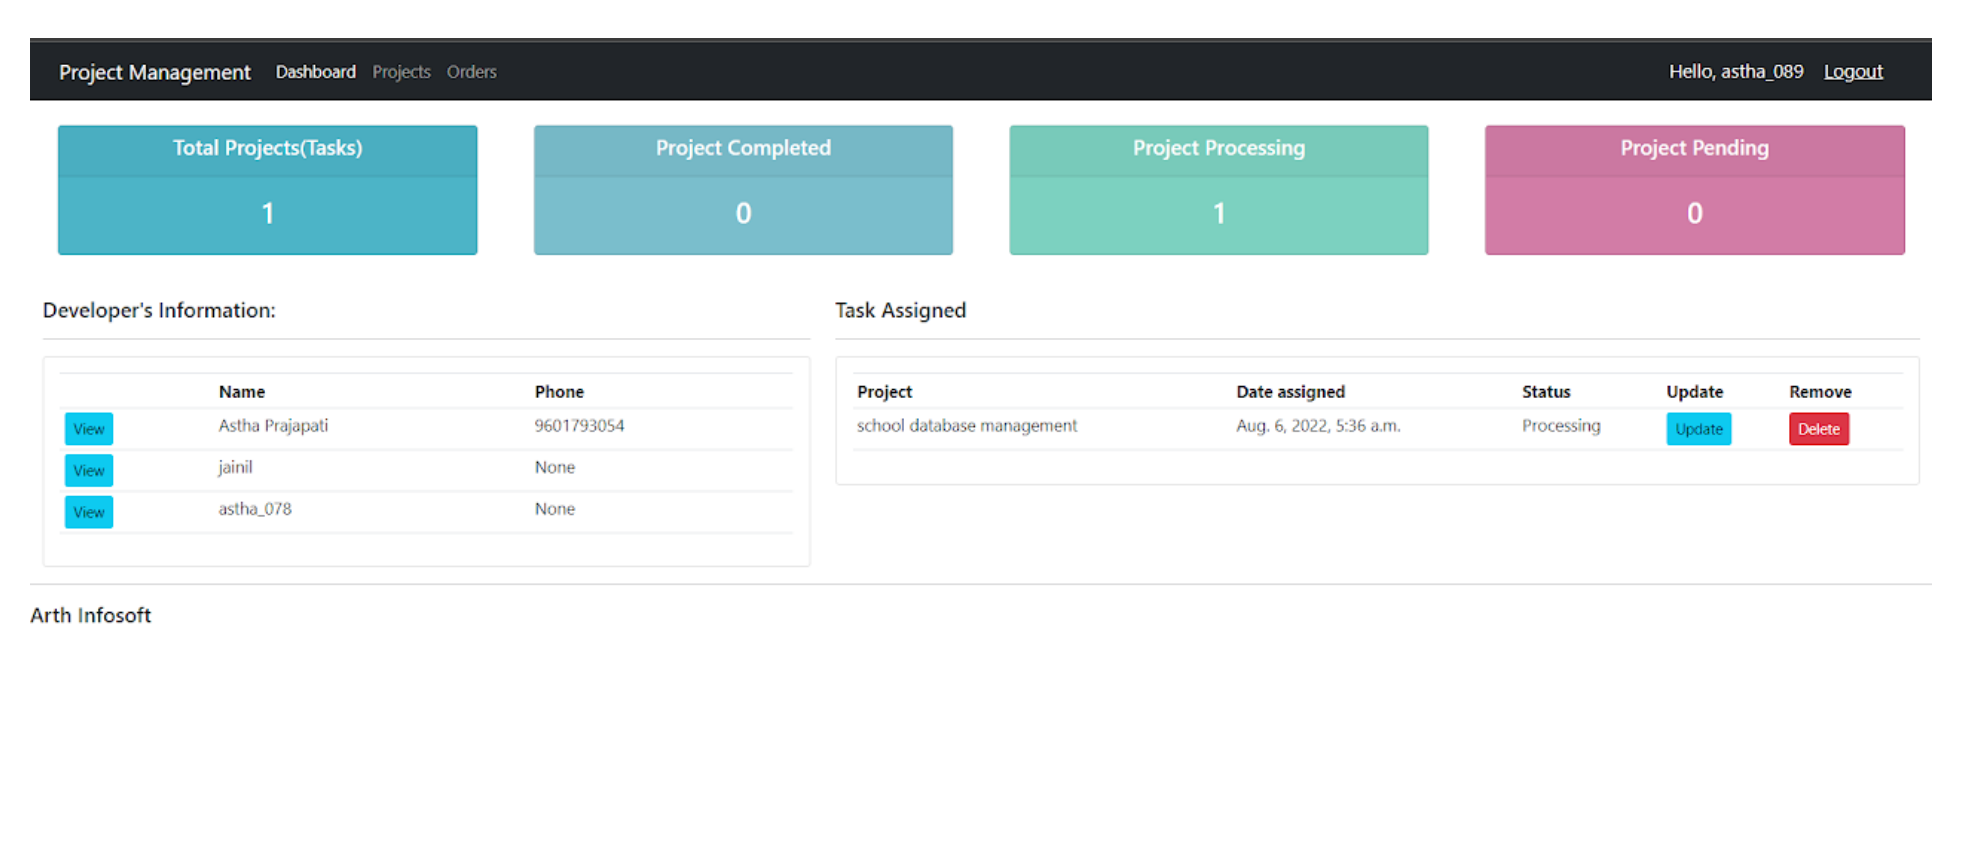 Project Management Dashboard Projects Orders Hello, astha_089 Logout
Total Projects(Tasks) Project Completed Project Processing Project Pending
1 0 1 0
Developer's Information:
Name Phone
View Astha Prajapati 9601793054
View jainil None
View astha_078 None
Task Assigned
Project Date assigned Status Update Remove
school database management Aug. 6, 2022, 5:36 a.m. Processing Update Delete
Arth Infosoft